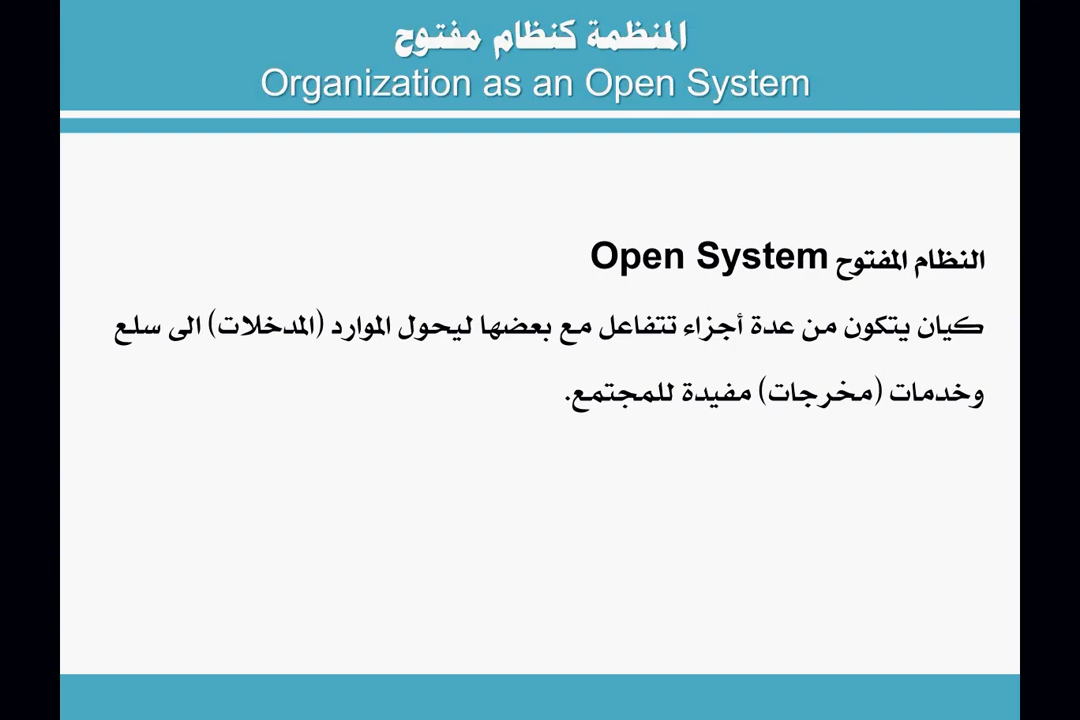 المنظمة كنظام مفتوح
Organization as an Open System
النظام المفتوح Open System
كيان يتكون من عدة أجزاء تتفاعل مع بعضها ليحول الموارد (المدخلات) الى سلع
وخدمات (مخرجات) مفيدة للمجتمع.